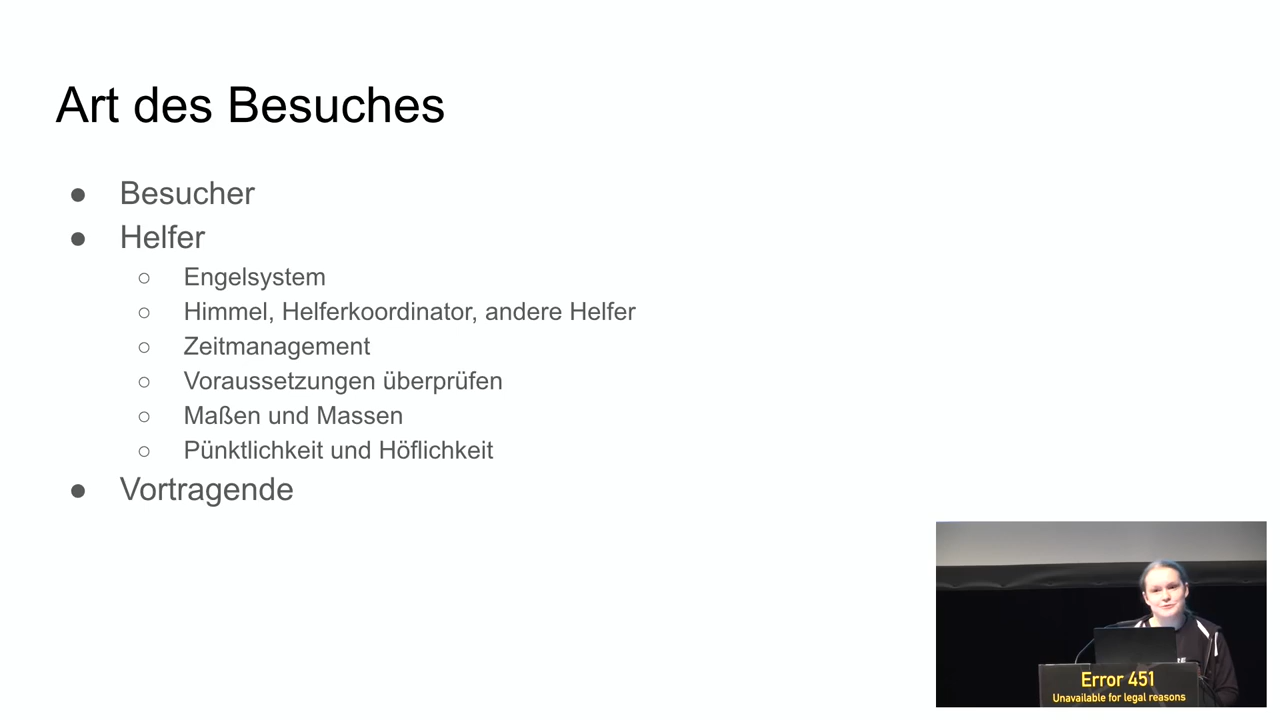 Art des Besuches
● Besucher
● Helfer
○ Engelsystem
○ Himmel, Helferkoordinator, andere Helfer
○ Zeitmanagement
○ Voraussetzungen überprüfen
○ Maßen und Massen
○ Pünktlichkeit und Höflichkeit
● Vortragende
Error 451
Unavailable for legal reasons